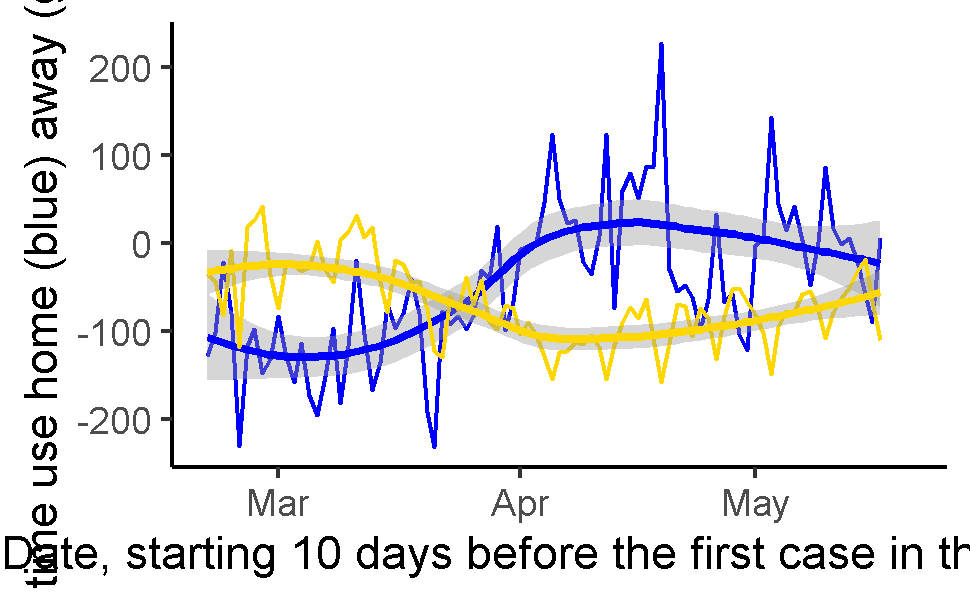 time use home (blue) away (
200
100
0
-100
-200
Mar Apr May
Date, starting 10 days before the first case in th